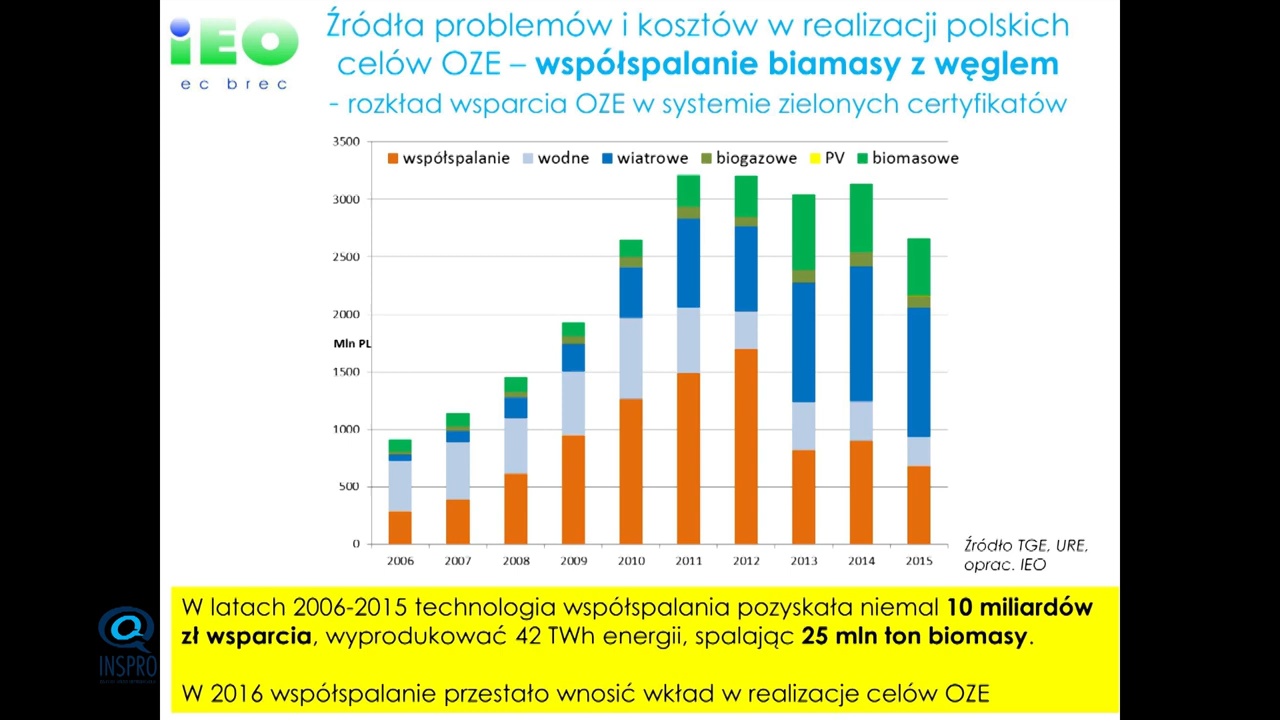 iEO
ec brec
Źródła problemów i kosztów w realizacji polskich
celów OZE – współspalanie biamasy z węglem
- rozkład wsparcia OZE w systemie zielonych certyfikatów
współspalanie wodne wiatrowe biogazowe PV biomasowe
3500
3000
2500
2000
Mln PL
1500
1000
500
0
2006 2007 2008 2009 2010 2011 2012 2013 2014 2015
Źródło TGE, URE,
oprac. IEO
W latach 2006-2015 technologia współspalania pozyskała niemal 10 miliardów
zł wsparcia, wyprodukować 42 TWh energii, spalając 25 mln ton biomasy.
W 2016 współspalanie przestało wnosić wkład w realizacje celów OZE
INSPRO